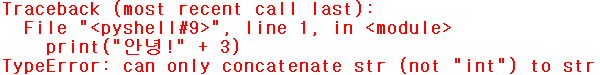 Traceback (most recent call last):
  File "<pyshell#9>", line 1, in <module>
    print("안녕!" + 3)
TypeError: can only concatenate str (not "int") to str